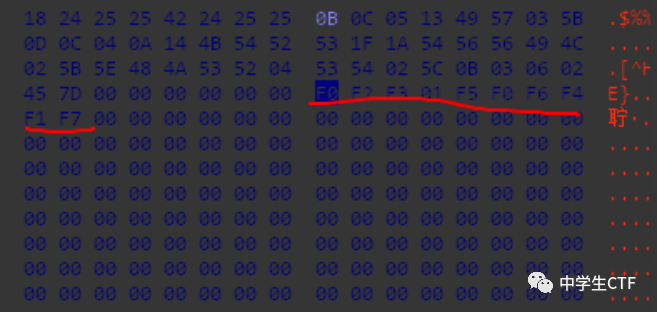 18 24 25 25 42 24 25 25 0B 0C 05 13 49 57 03 5B .$%%
0D 0C 04 0A 14 4B 54 52 53 1F 1A 54 56 56 49 4C ....
02 5B 5E 48 4A 53 52 04 53 54 02 5C 0B 03 06 02 .[^H
45 7D 00 00 00 00 00 00 F0 F2 F3 01 F5 F0 F6 F4 E}..
F1 F7 00 00 00 00 00 00 00 00 00 00 00 00 00 00
00 00 00 00 00 00 00 00 00 00 00 00 00 00 00 00 ....
00 00 00 00 00 00 00 00 00 00 00 00 00 00 00 00 ....
00 00 00 00 00 00 00 00 00 00 00 00 00 00 00 00 ....
00 00 00 00 00 00 00 00 00 00 00 00 00 00 00 00 ....
00 00 00 00 00 00 00 00 00 00 00 00 00 00 00 00 ....
00 00 00 00 00 00 00 00 00 00 00 00 00 00 00 00 ....
00 00 00 00 00 00 00 00 00 00 00 00 00 00 00 00 ....
中学生CTF